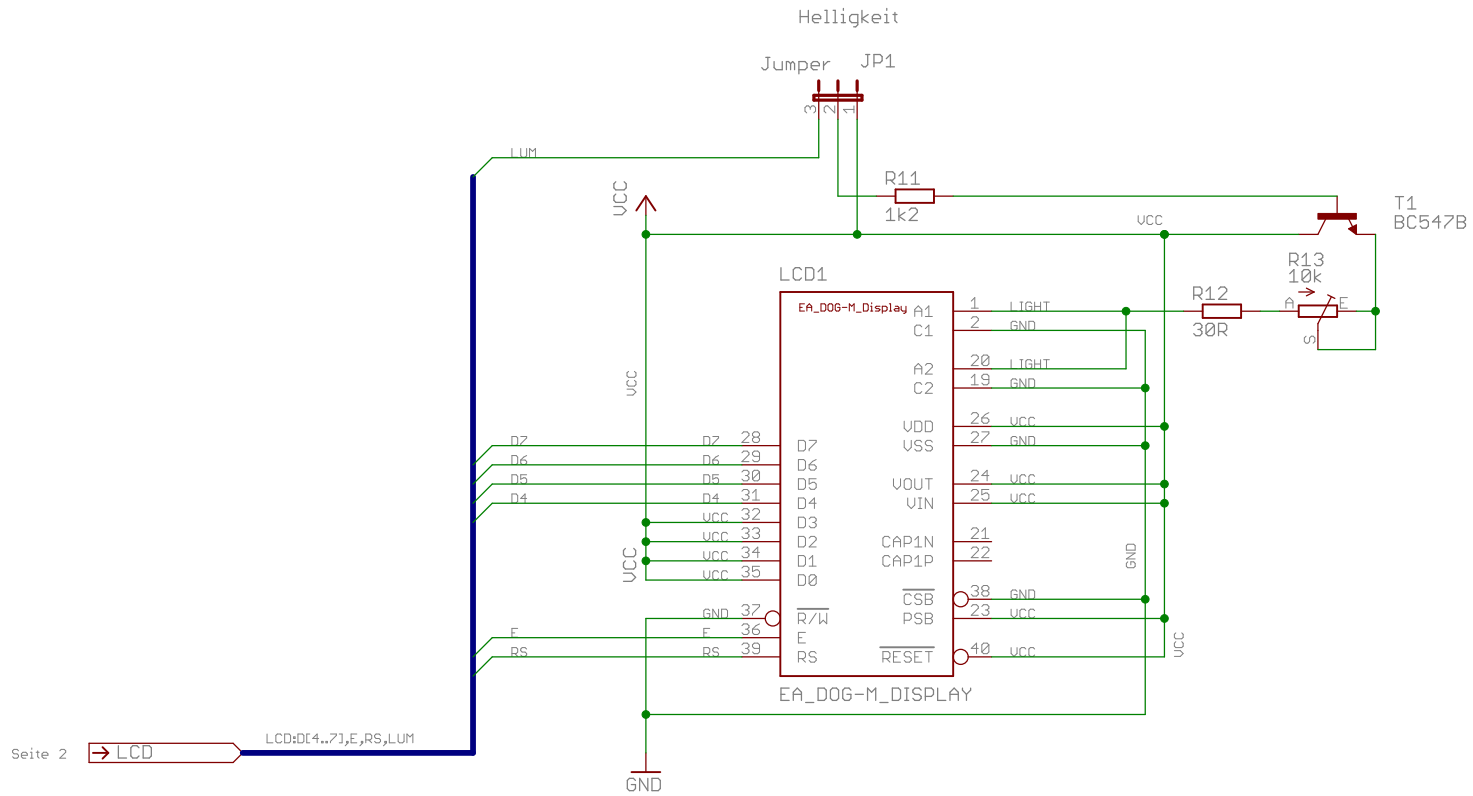 Helligkeit
Jumper JP1
3 2 1
LUM
R11
1k2
VCC
VCC
T1
BC547B
LCD1
R13
10k
EA_DOG-M_Display
A1 1 LIGHT
R12
30R
A E
S
C1 2 GND
A2 20 LIGHT
C2 19 GND
VCC
VDD 26 VCC
VSS 27 GND
D7 D7 28 D7
D6 D6 29 D6
D5 D5 30 D5
D4 D4 31 D4
VOUT 24 VCC
VIN 25 VCC
VCC 32 D3
VCC 33 D2
VCC 34 D1
VCC 35 D0
VCC
CAP1N 21
CAP1P 22
GND
GND 37 R/W
E E 36 E
RS RS 39 RS
CSB 38 GND
PSB 23 VCC
RESET 40 VCC
VCC
EA_DOG-M_DISPLAY
LCD:D[4..7],E,RS,LUM
Seite 2 LCD
GND